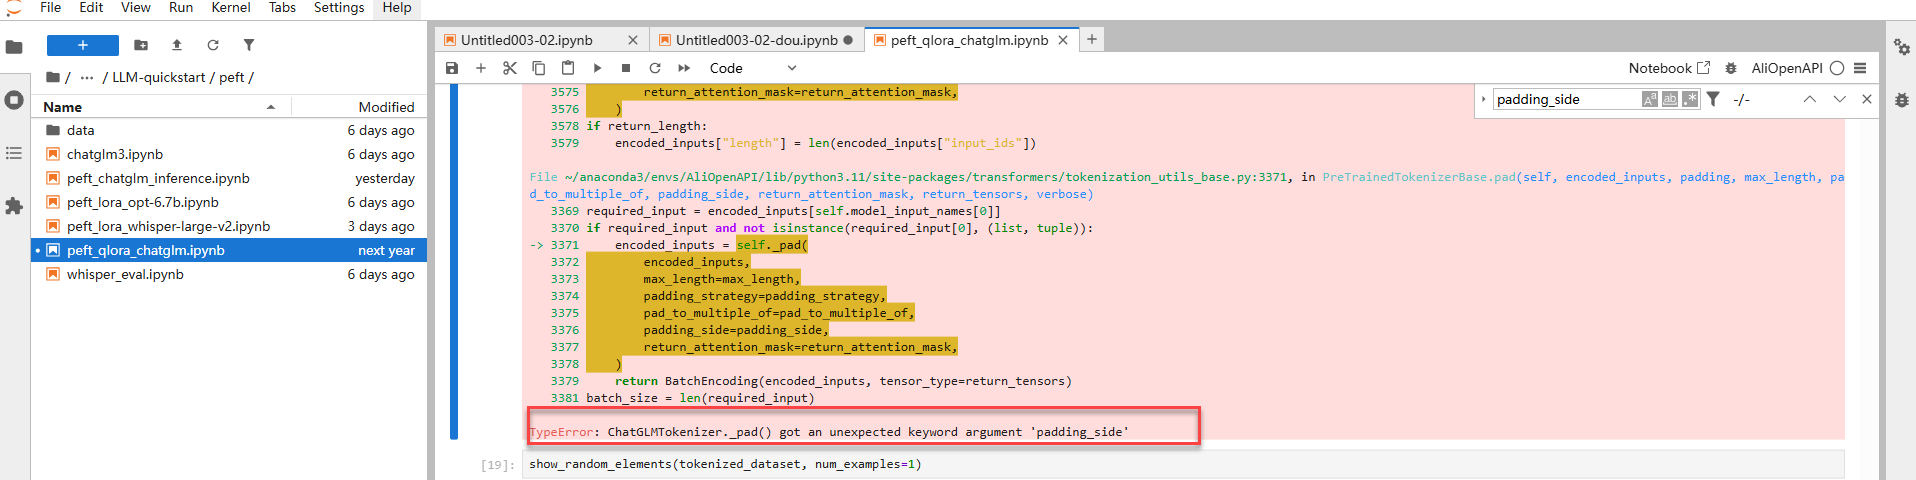 File Edit View Run Kernel Tabs Settings Help
Untitled003-02.ipynb Untitled003-02-dou.ipynb peft_qlora_chatglm.ipynb
Code Notebook AliOpenAPI
/ ··· / LLM-quickstart / peft /
Name Modified
data 6 days ago
chatglm3.ipynb 6 days ago
peft_chatglm_inference.ipynb yesterday
peft_lora_opt-6.7b.ipynb 6 days ago
peft_lora_whisper-large-v2.ipynb 3 days ago
peft_qlora_chatglm.ipynb next year
whisper_eval.ipynb 6 days ago
padding_side Aa ab .* -/-
3575 return_attention_mask=return_attention_mask,
3576 )
3578 if return_length:
3579 encoded_inputs["length"] = len(encoded_inputs["input_ids"])
File ~/anaconda3/envs/AliOpenAPI/lib/python3.11/site-packages/transformers/tokenization_utils_base.py:3371, in PreTrainedTokenizerBase.pad(self, encoded_inputs, padding, max_length, pa
d_to_multiple_of, padding_side, return_attention_mask, return_tensors, verbose)
3369 required_input = encoded_inputs[self.model_input_names[0]]
3370 if required_input and not isinstance(required_input[0], (list, tuple)):
-> 3371 encoded_inputs = self._pad(
3372 encoded_inputs,
3373 max_length=max_length,
3374 padding_strategy=padding_strategy,
3375 pad_to_multiple_of=pad_to_multiple_of,
3376 padding_side=padding_side,
3377 return_attention_mask=return_attention_mask,
3378 )
3379 return BatchEncoding(encoded_inputs, tensor_type=return_tensors)
3381 batch_size = len(required_input)
TypeError: ChatGLMTokenizer._pad() got an unexpected keyword argument 'padding_side'
[19]: show_random_elements(tokenized_dataset, num_examples=1)